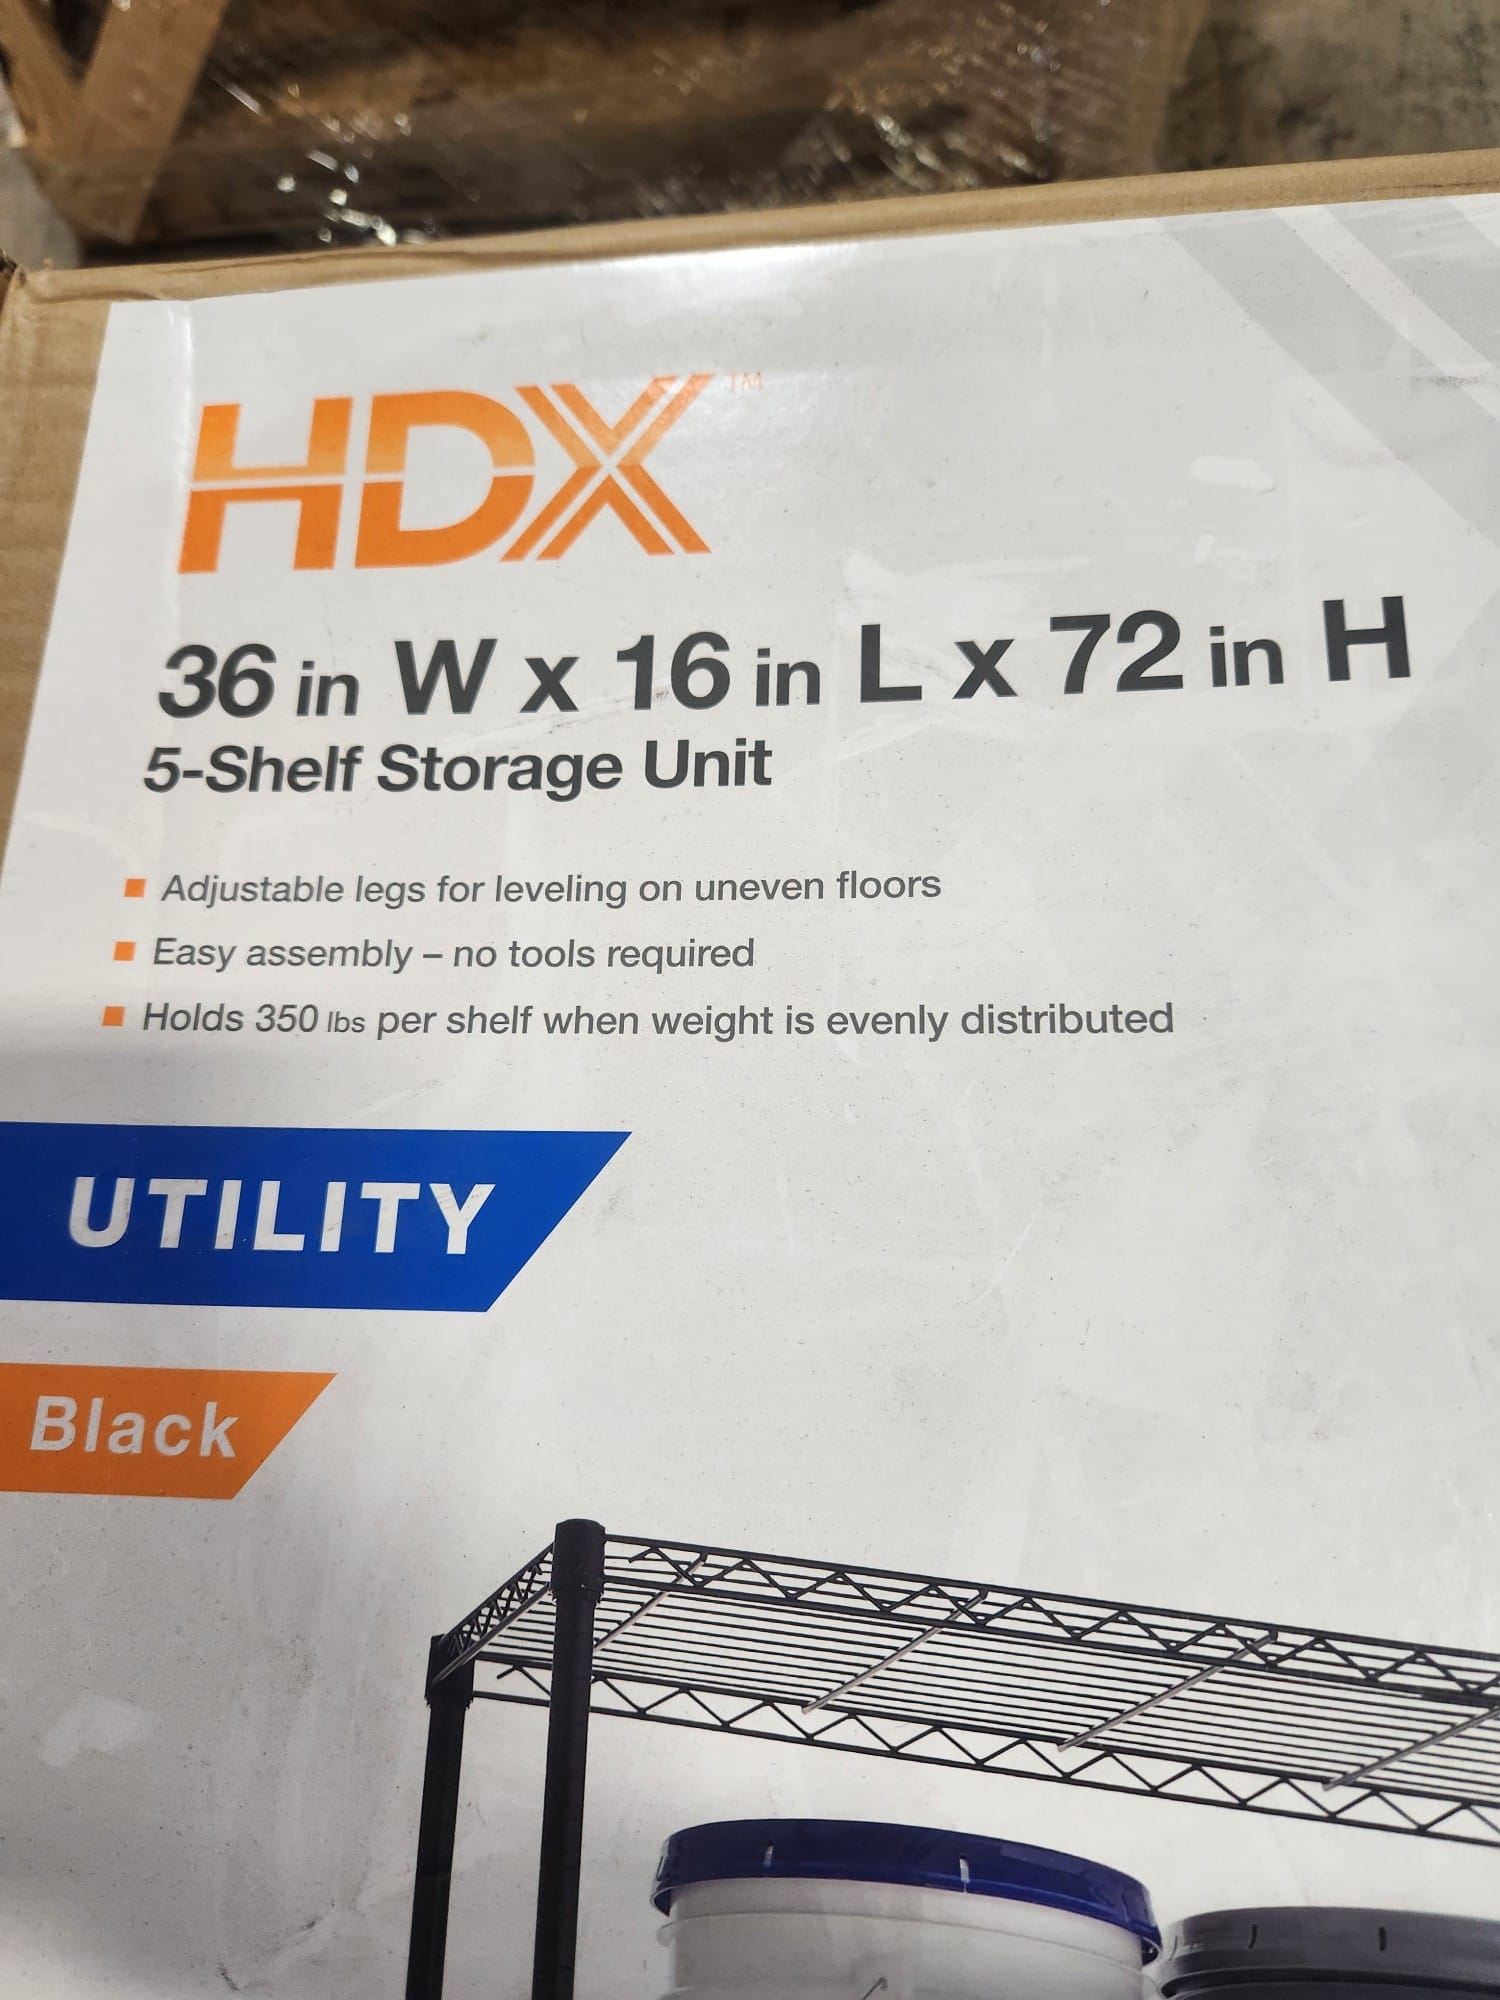 HDX™
36 in W x 16 in L x 72 in H
5-Shelf Storage Unit
■ Adjustable legs for leveling on uneven floors
■ Easy assembly – no tools required
■ Holds 350 lbs per shelf when weight is evenly distributed
UTILITY
Black